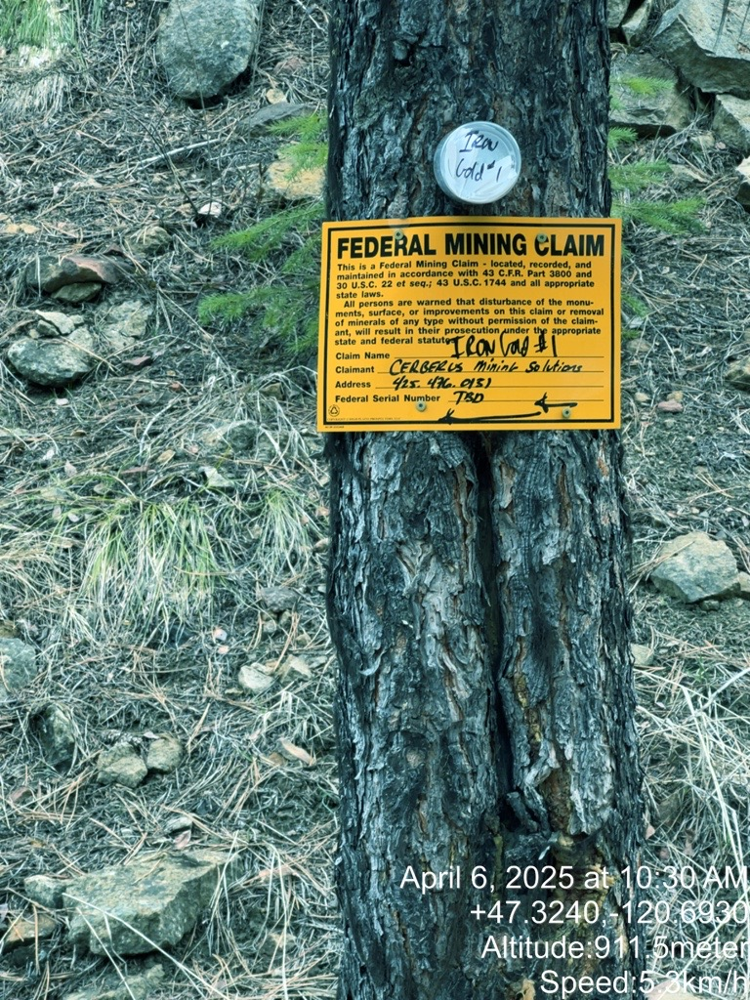 IRON
Gold #1
FEDERAL MINING CLAIM
This is a Federal Mining Claim - located, recorded, and
maintained in accordance with 43 C.F.R. Part 3800 and
30 U.S.C. 22 et seq.; 43 U.S.C. 1744 and all appropriate
state laws.
All persons are warned that disturbance of the monu-
ments, surface, or improvements on this claim or removal
of minerals of any type without permission of the claim-
ant, will result in their prosecution under the appropriate
state and federal statutes
Claim Name IRON Gold #1
Claimant CERBERUS Mining Solutions
Address 425.476.0151
Federal Serial Number TBD
April 6, 2025 at 10:30 AM
+47.3240,-120.6930
Altitude:911.5meter
Speed:5.3km/h